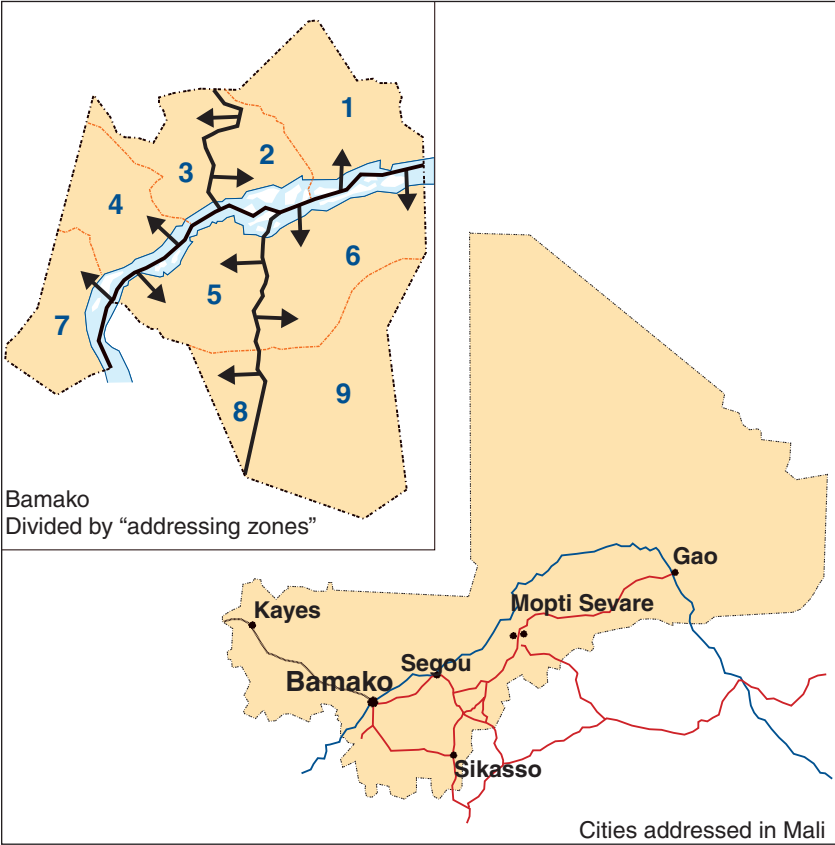 1
2
3
4
6
5
7
9
8
Bamako
Divided by “addressing zones”
Gao
Mopti Sevare
Kayes
Segou
Bamako
Sikasso
Cities addressed in Mali